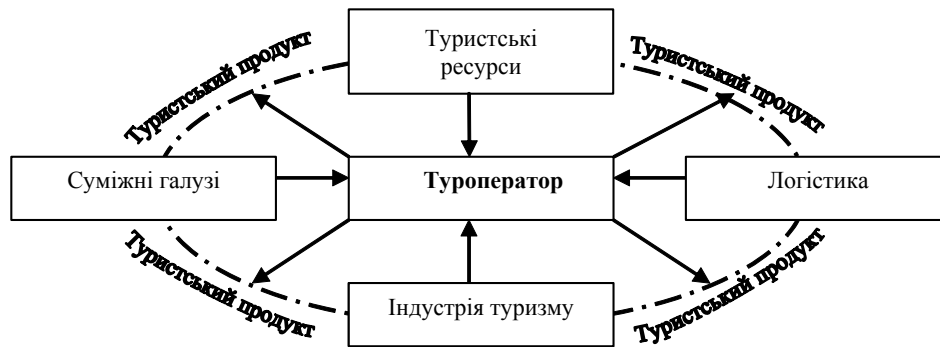 Туристський продукт
Туристські
ресурси
Туристський продукт
Суміжні галузі
Туроператор
Логістика
Туристський продукт
Індустрія туризму
Туристський продукт